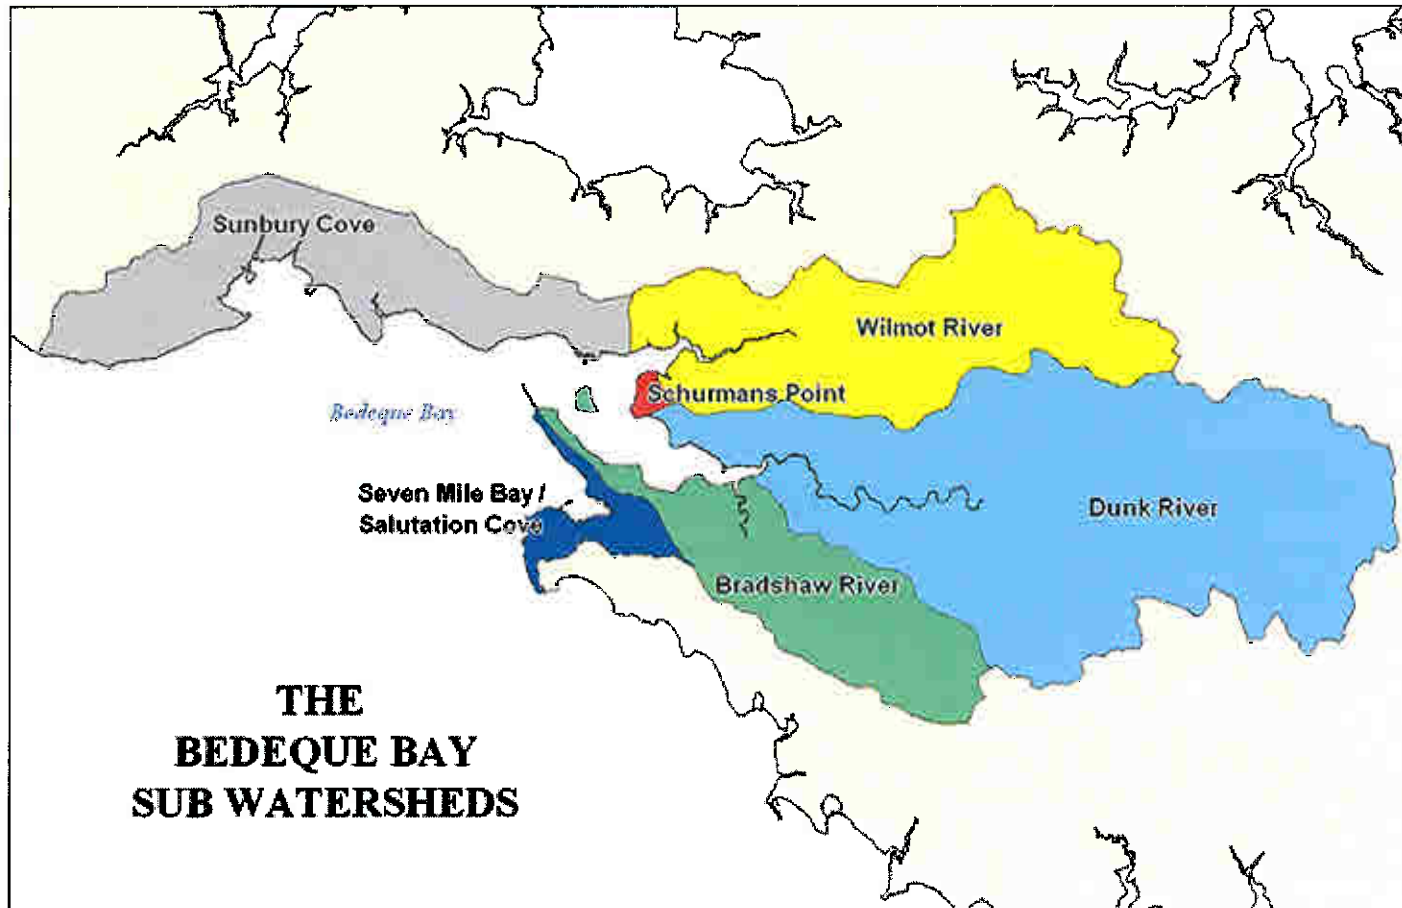 Sunbury Cove
Wilmot River
Schurmans Point
Bedeque Bay
Seven Mile Bay /
Salutation Cove
Dunk River
Bradshaw River
THE
BEDEQUE BAY
SUB WATERSHEDS